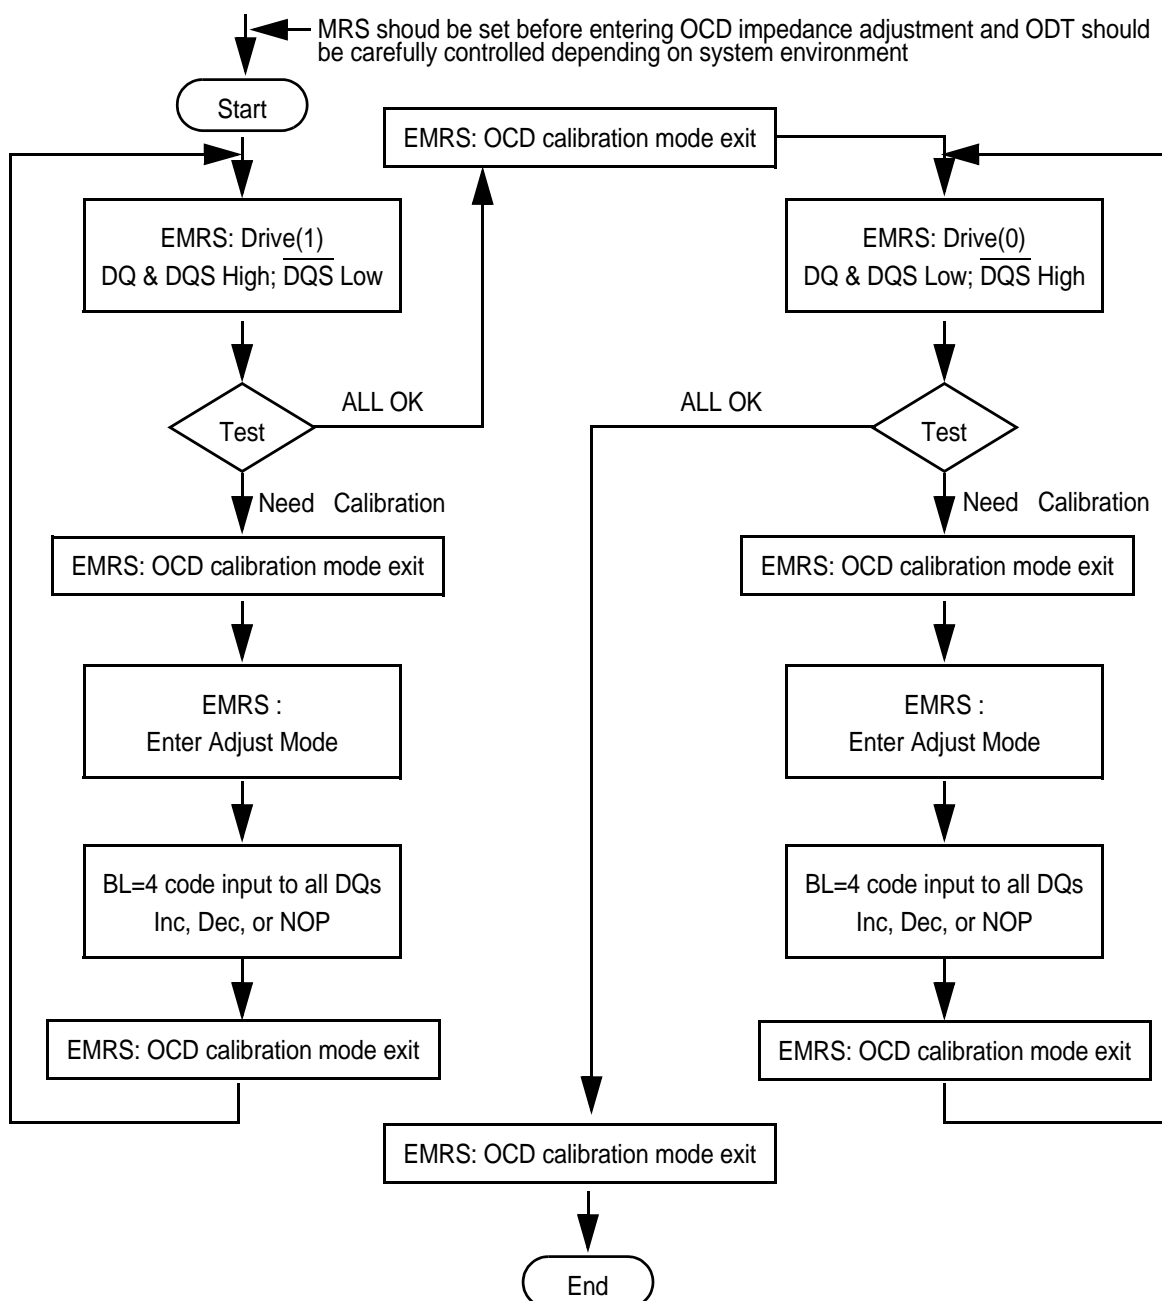 MRS shoud be set before entering OCD impedance adjustment and ODT should
be carefully controlled depending on system environment
Start
EMRS: OCD calibration mode exit
EMRS: Drive(1)
DQ & DQS High; D̅Q̅S̅ Low
EMRS: Drive(0)
DQ & DQS Low; D̅Q̅S̅ High
ALL OK
Test
Need Calibration
ALL OK
Test
Need Calibration
EMRS: OCD calibration mode exit
EMRS: OCD calibration mode exit
EMRS :
Enter Adjust Mode
EMRS :
Enter Adjust Mode
BL=4 code input to all DQs
Inc, Dec, or NOP
BL=4 code input to all DQs
Inc, Dec, or NOP
EMRS: OCD calibration mode exit
EMRS: OCD calibration mode exit
EMRS: OCD calibration mode exit
End